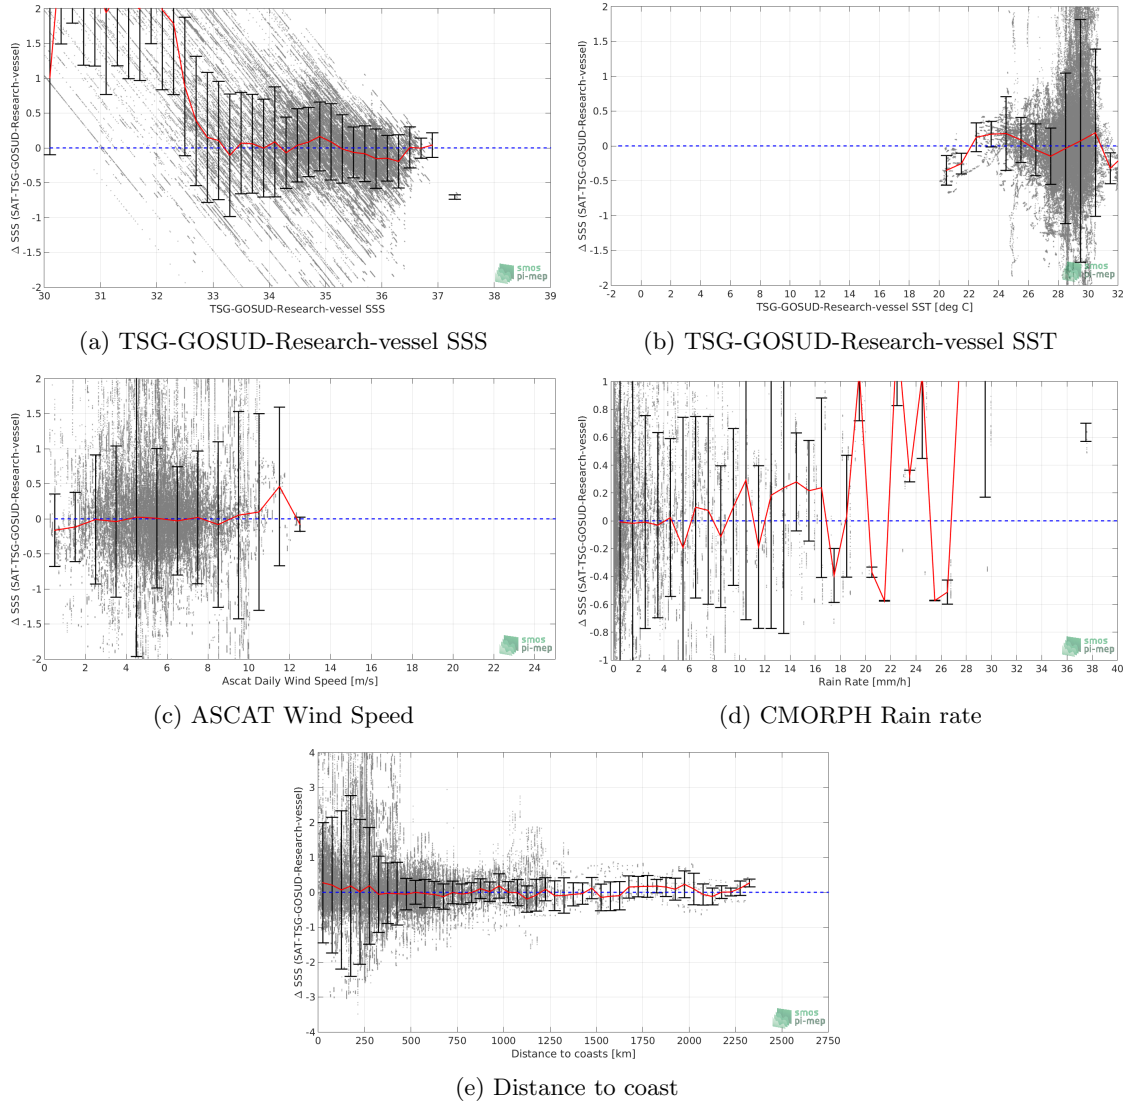 2
1.5
1
0.5
0
-0.5
-1
-1.5
-2
Δ SSS (SAT-TSG-GOSUD-Research-vessel)
30 31 32 33 34 35 36 37 38 39
TSG-GOSUD-Research-vessel SSS
smos
pi-mep
(a) TSG-GOSUD-Research-vessel SSS
2
1.5
1
0.5
0
-0.5
-1
-1.5
-2
Δ SSS (SAT-TSG-GOSUD-Research-vessel)
-2 0 2 4 6 8 10 12 14 16 18 20 22 24 26 28 30 32
TSG-GOSUD-Research-vessel SST [deg C]
smos
pi-mep
(b) TSG-GOSUD-Research-vessel SST
2
1.5
1
0.5
0
-0.5
-1
-1.5
-2
Δ SSS (SAT-TSG-GOSUD-Research-vessel)
0 2 4 6 8 10 12 14 16 18 20 22 24
Ascat Daily Wind Speed [m/s]
smos
pi-mep
(c) ASCAT Wind Speed
1
0.8
0.6
0.4
0.2
0
-0.2
-0.4
-0.6
-0.8
-1
Δ SSS (SAT-TSG-GOSUD-Research-vessel)
0 2 4 6 8 10 12 14 16 18 20 22 24 26 28 30 32 34 36 38 40
Rain Rate [mm/h]
smos
pi-mep
(d) CMORPH Rain rate
4
3
2
1
0
-1
-2
-3
-4
Δ SSS (SAT-TSG-GOSUD-Research-vessel)
0 250 500 750 1000 1250 1500 1750 2000 2250 2500 2750
Distance to coasts [km]
smos
pi-mep
(e) Distance to coast